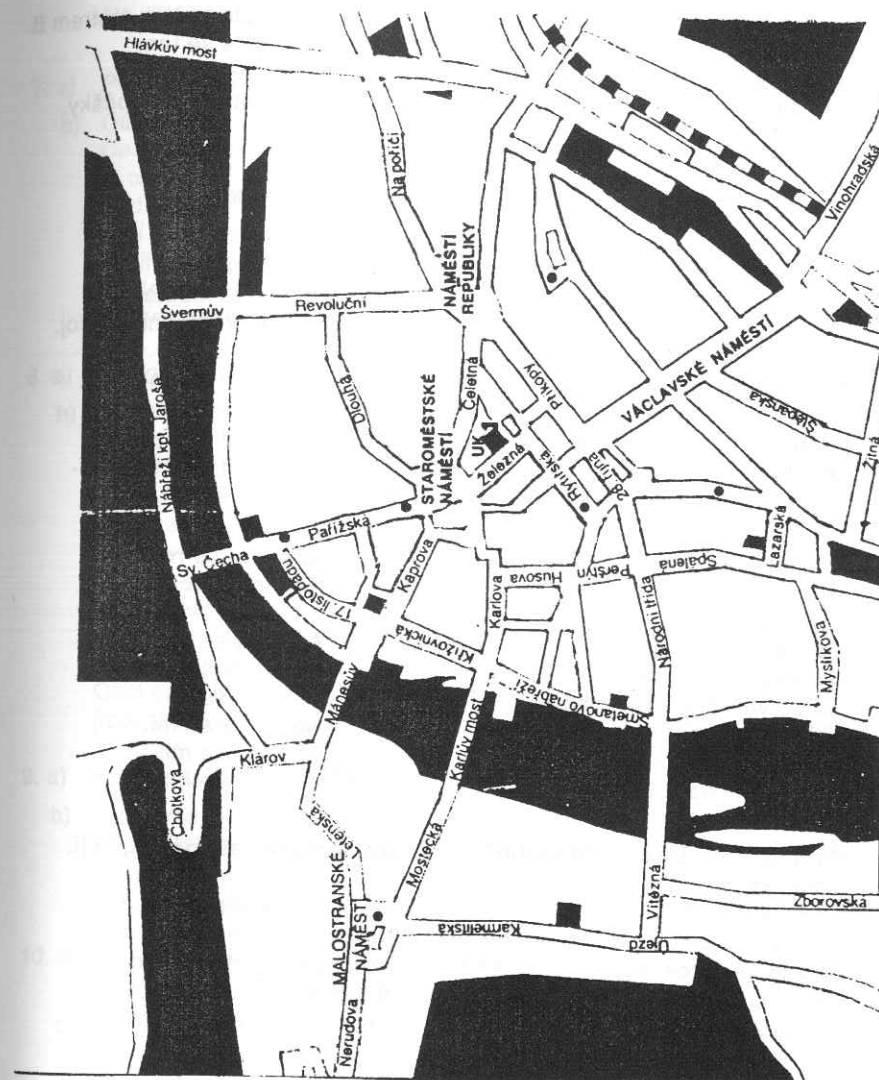 Hlávkův most
Na poříčí
Vinohradská
NÁMĚSTÍ
REPUBLIKY
Švermův
Revoluční
Dlouhá
Celetná
Příkopy
VÁCLAVSKÉ NÁMĚSTÍ
Štěpánská
Žitná
Nábřeží kpt. Jaroše
STAROMĚSTSKÉ
NÁMĚSTÍ
UK
Železná
Rytířská
28. října
Pařížská
Sv. Čecha
17. listopadu
Kaprova
Karlova
Husova
Perštýn
Spálená
Lazarská
Národní třída
Myslíkova
Křižovnická
Smetanovo nábřeží
Mánesův
Karlův most
Klárov
Chotkova
Letenská
Mostecká
MALOSTRANSKÉ
NÁMĚSTÍ
Karmelitská
Vítězná
Zborovská
Újezd
Nerudova